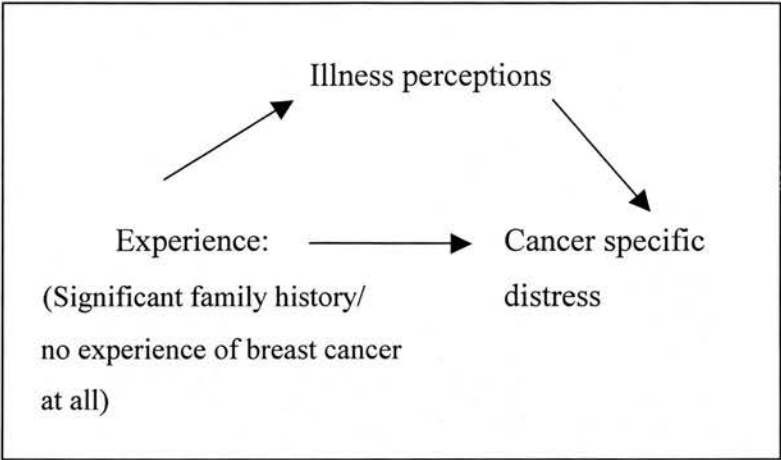 Illness perceptions
Experience:
(Significant family history/
no experience of breast cancer
at all)
Cancer specific
distress